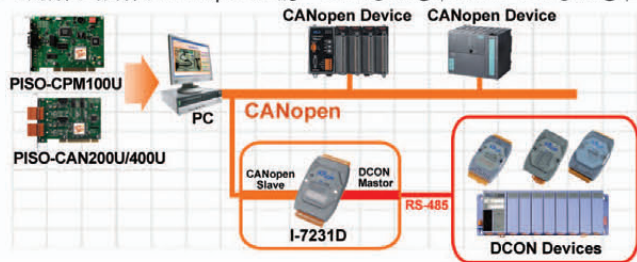 CANopen Device
CANopen Device
PISO-CPM100U
PC
CANopen
PISO-CAN200U/400U
CANopen
Slave
DCON
Mastor
RS-485
I-7231D
DCON Devices